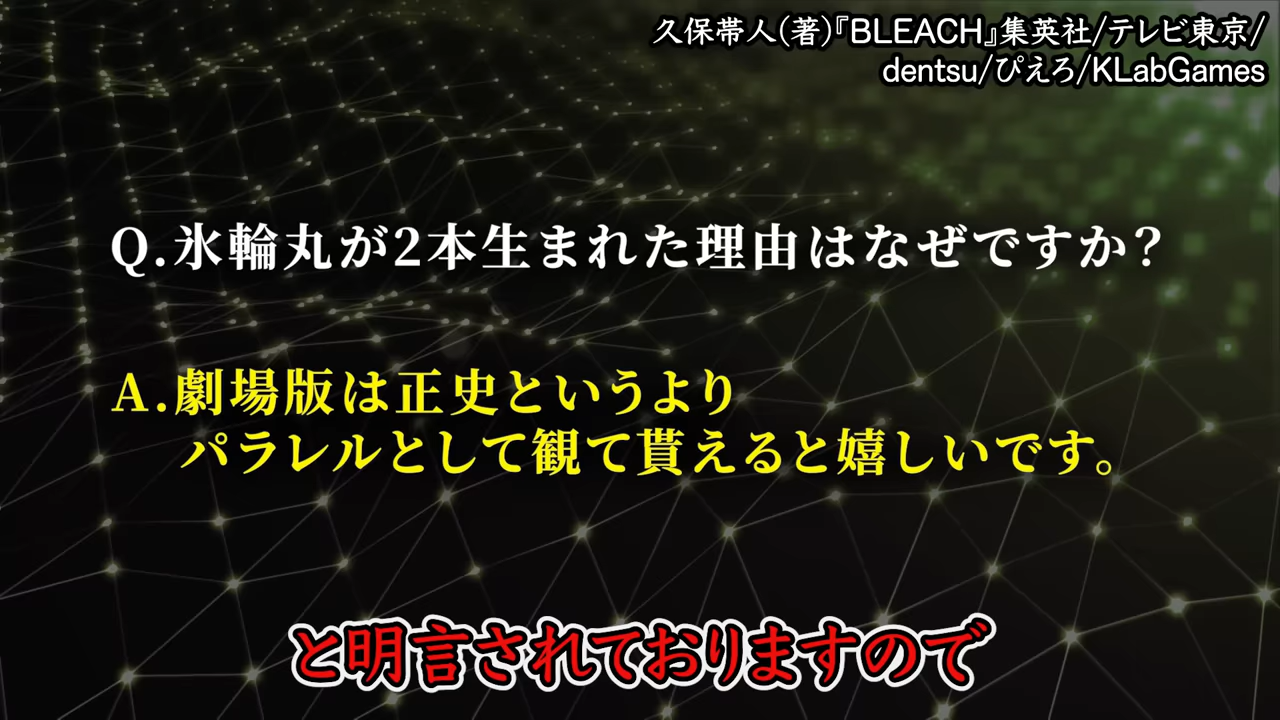 久保帯人(著)『BLEACH』集英社/テレビ東京/
dentsu/ぴえろ/KLabGames
Q.氷輪丸が2本生まれた理由はなぜですか?
A.劇場版は正史というより
パラレルとして観て貰えると嬉しいです。
と明言されておりますので